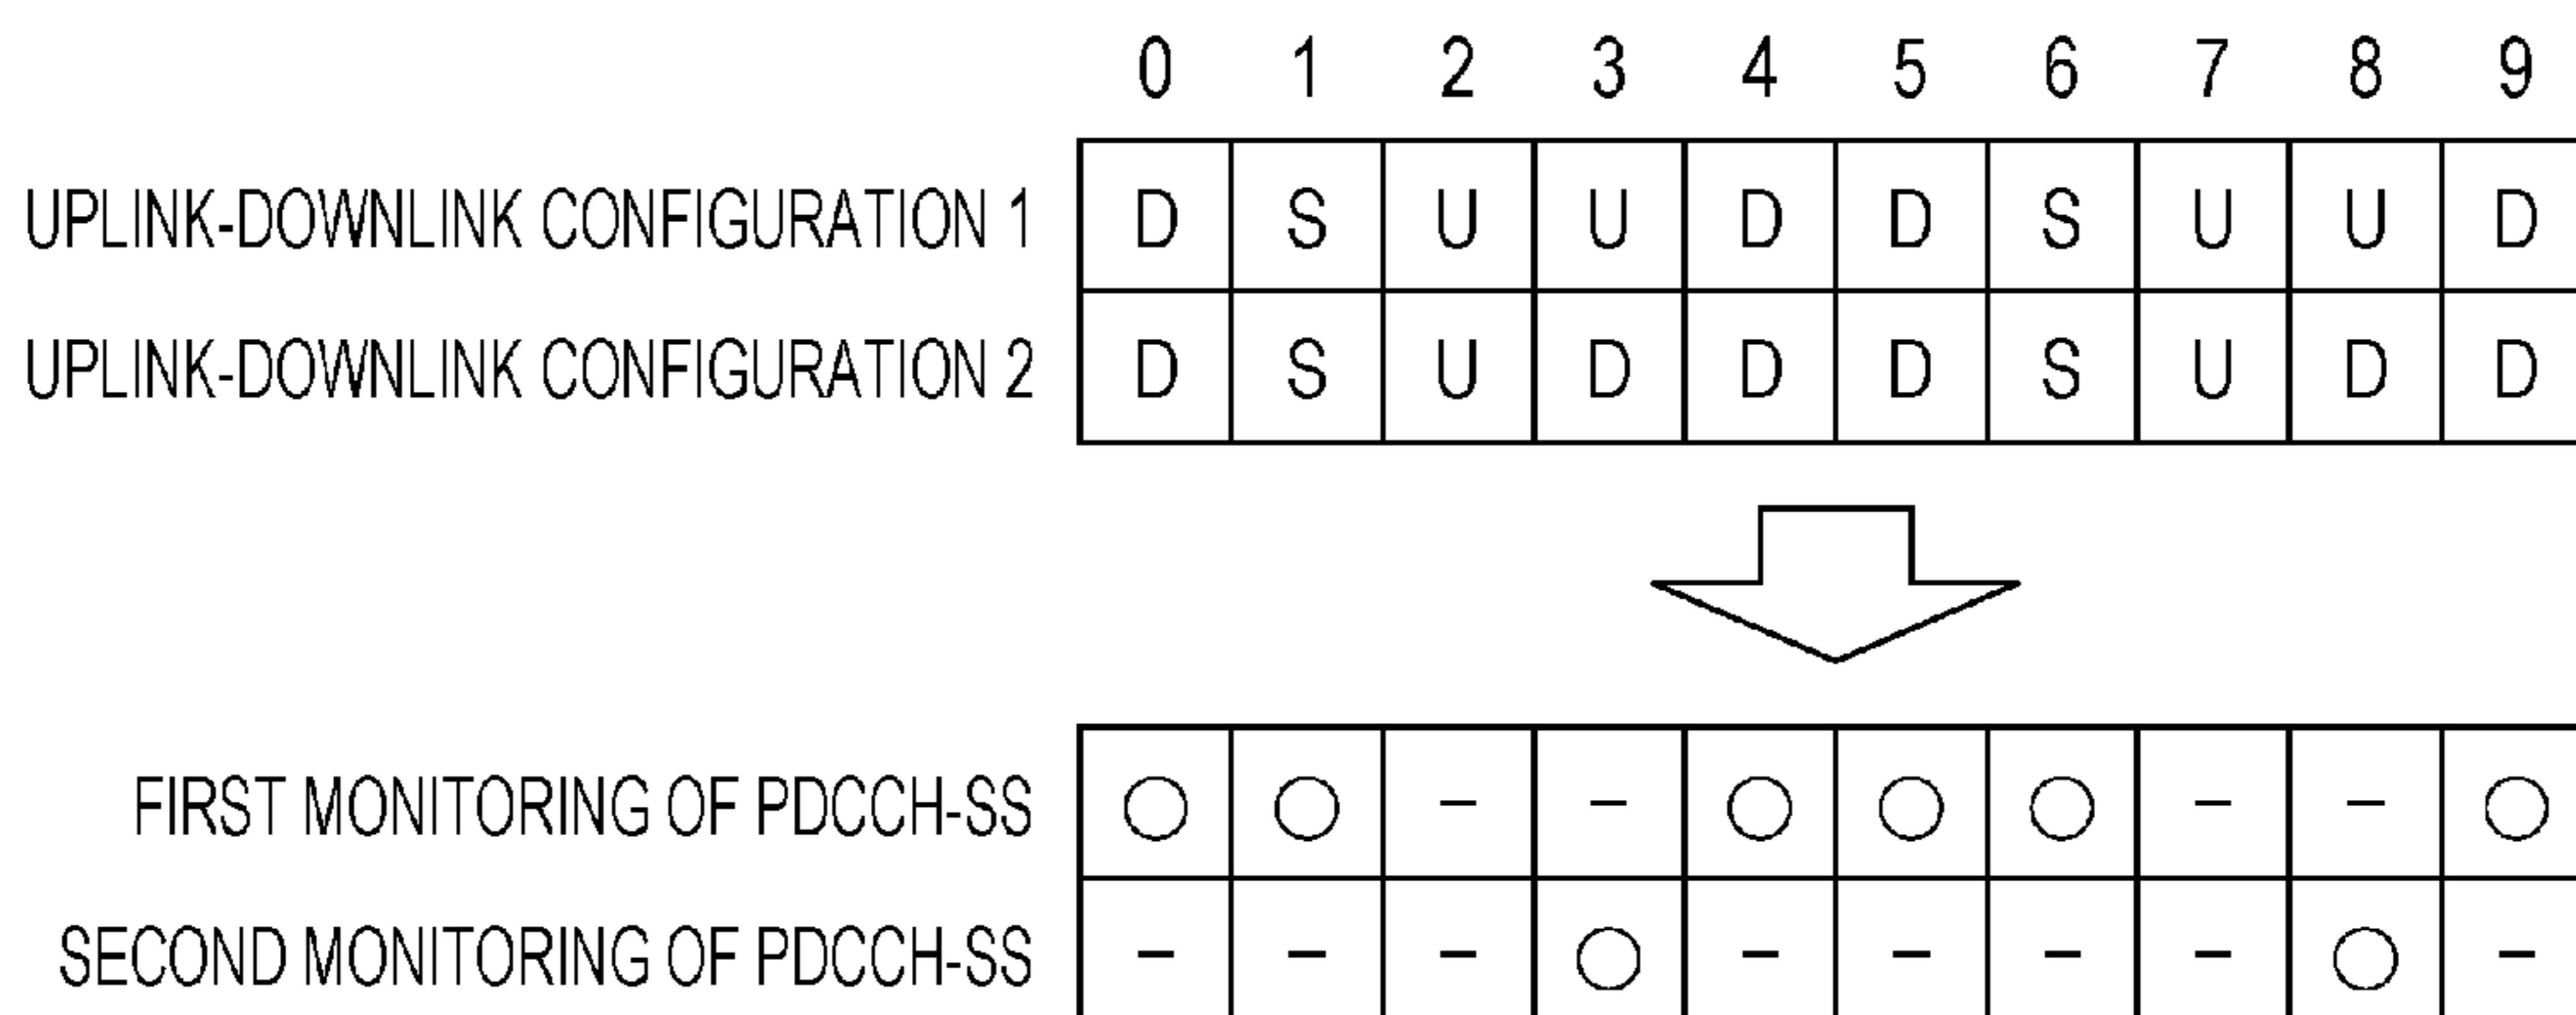 0 1 2 3 4 5 6 7 8 9
UPLINK-DOWNLINK CONFIGURATION 1 D S U U D D S U U D
UPLINK-DOWNLINK CONFIGURATION 2 D S U D D D S U D D
FIRST MONITORING OF PDCCH-SS ○ ○ - - ○ ○ ○ - - ○
SECOND MONITORING OF PDCCH-SS - - - ○ - - - - ○ -